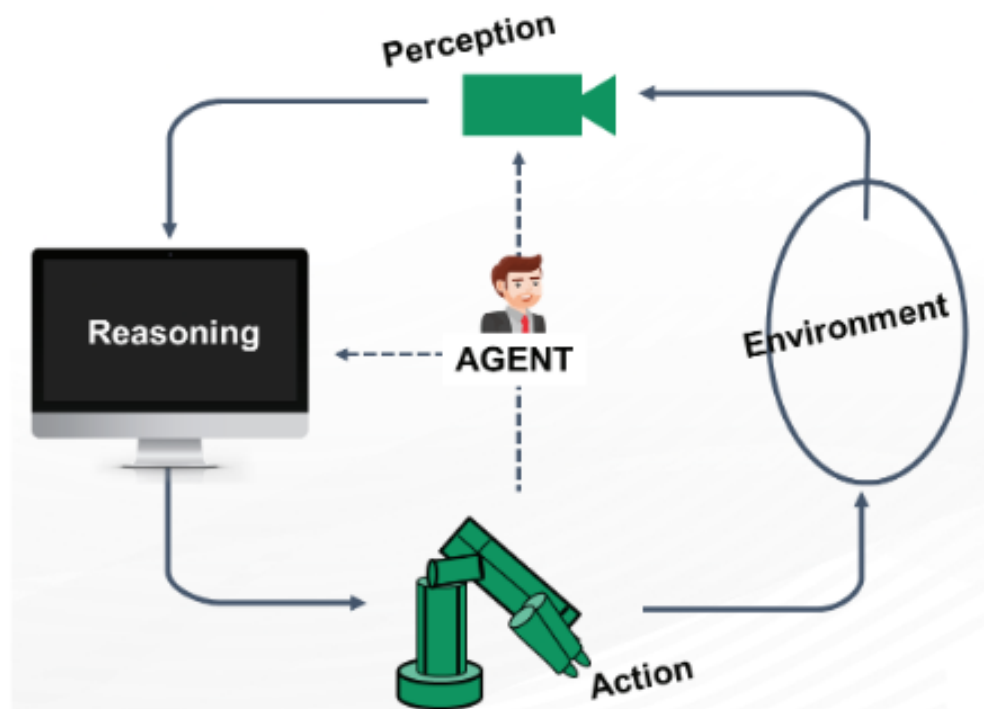 Perception
Reasoning
AGENT
Environment
Action